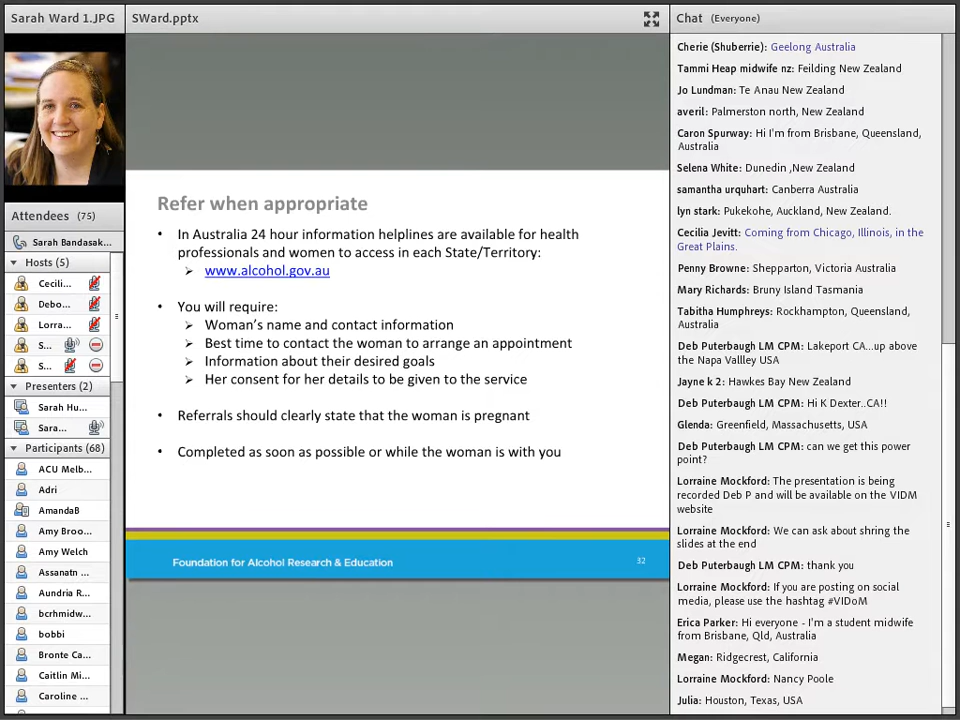 Sarah Ward 1.JPG
SWard.pptx
Chat (Everyone)
Attendees (75)
Sarah Bandasak...
Hosts (5)
Cecili...
Debo...
Lorra...
S...
S...
Presenters (2)
Sarah Hu...
Sara...
Participants (68)
ACU Melb...
Adri
AmandaB
Amy Broo...
Amy Welch
Assanatn ...
Aundria R...
bcrhmidw...
bobbi
Bronte Ca...
Caitlin Mi...
Caroline ...
Refer when appropriate
• In Australia 24 hour information helplines are available for health
professionals and women to access in each State/Territory:
➢ www.alcohol.gov.au
• You will require:
➢ Woman's name and contact information
➢ Best time to contact the woman to arrange an appointment
➢ Information about their desired goals
➢ Her consent for her details to be given to the service
• Referrals should clearly state that the woman is pregnant
• Completed as soon as possible or while the woman is with you
Foundation for Alcohol Research & Education
32
Cherie (Shuberrie): Geelong Australia
Tammi Heap midwife nz: Feilding New Zealand
Jo Lundman: Te Anau New Zealand
averil: Palmerston north, New Zealand
Caron Spurway: Hi I'm from Brisbane, Queensland,
Australia
Selena White: Dunedin ,New Zealand
samantha urquhart: Canberra Australia
lyn stark: Pukekohe, Auckland, New Zealand.
Cecilia Jevitt: Coming from Chicago, Illinois, in the
Great Plains.
Penny Browne: Shepparton, Victoria Australia
Mary Richards: Bruny Island Tasmania
Tabitha Humphreys: Rockhampton, Queensland,
Australia
Deb Puterbaugh LM CPM: Lakeport CA...up above
the Napa Vallley USA
Jayne k 2: Hawkes Bay New Zealand
Deb Puterbaugh LM CPM: Hi K Dexter..CA!!
Glenda: Greenfield, Massachusetts, USA
Deb Puterbaugh LM CPM: can we get this power
point?
Lorraine Mockford: The presentation is being
recorded Deb P and will be available on the VIDM
website
Lorraine Mockford: We can ask about shring the
slides at the end
Deb Puterbaugh LM CPM: thank you
Lorraine Mockford: If you are posting on social
media, please use the hashtag #VIDoM
Erica Parker: Hi everyone - I'm a student midwife
from Brisbane, Qld, Australia
Megan: Ridgecrest, California
Lorraine Mockford: Nancy Poole
Julia: Houston, Texas, USA